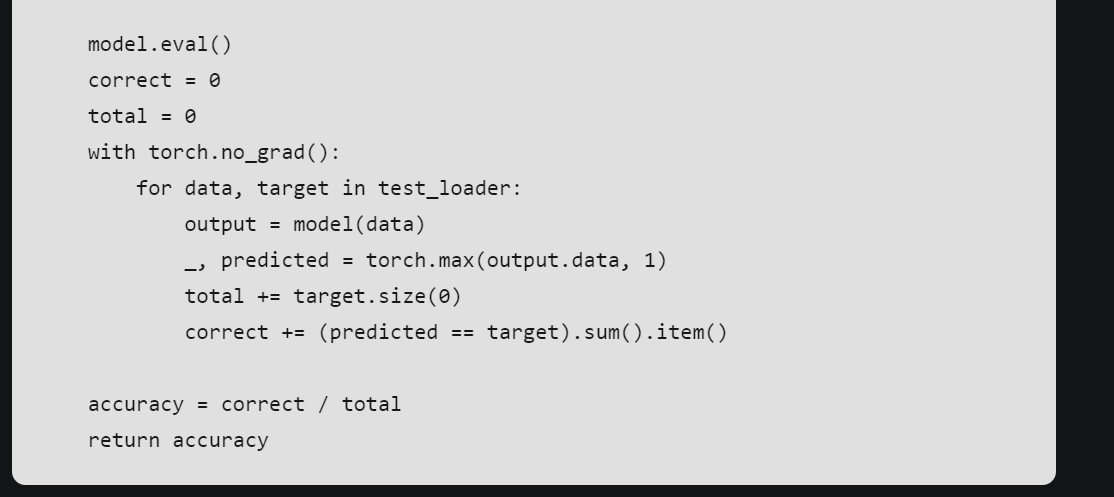 model.eval()
correct = 0
total = 0
with torch.no_grad():
    for data, target in test_loader:
        output = model(data)
        _, predicted = torch.max(output.data, 1)
        total += target.size(0)
        correct += (predicted == target).sum().item()
accuracy = correct / total
return accuracy